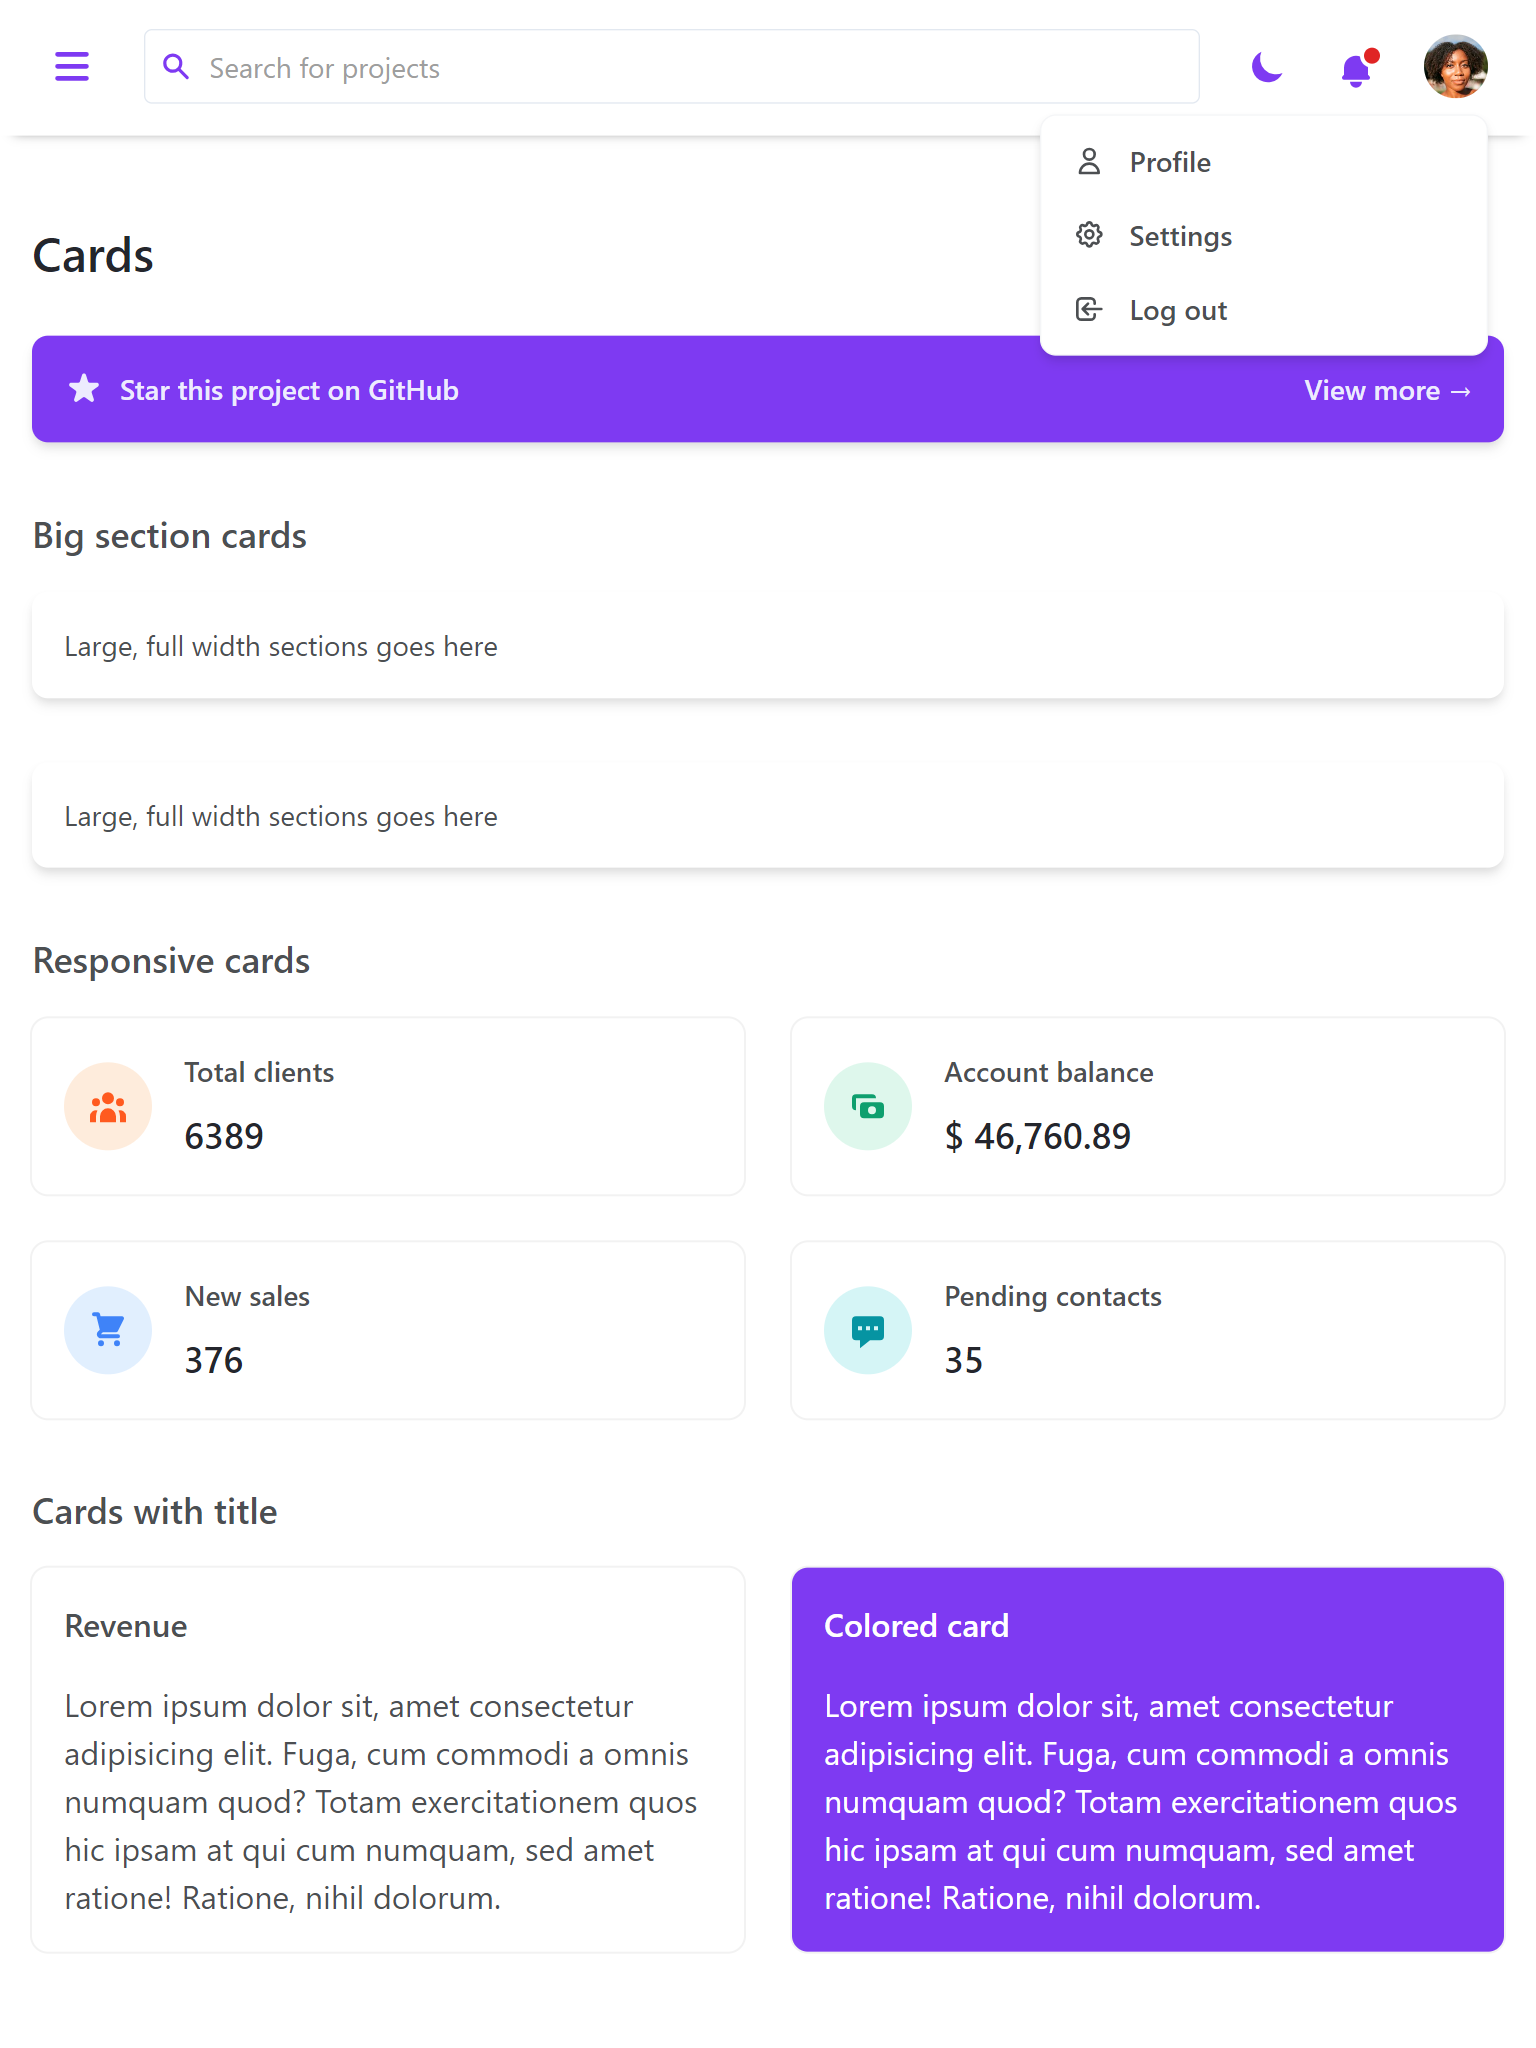 Search for projects
Profile
Settings
Log out
Cards
Star this project on GitHub
View more →
Big section cards
Large, full width sections goes here
Large, full width sections goes here
Responsive cards
Total clients
6389
Account balance
$ 46,760.89
New sales
376
Pending contacts
35
Cards with title
Revenue
Lorem ipsum dolor sit, amet consectetur
adipisicing elit. Fuga, cum commodi a omnis
numquam quod? Totam exercitationem quos
hic ipsam at qui cum numquam, sed amet
ratione! Ratione, nihil dolorum.
Colored card
Lorem ipsum dolor sit, amet consectetur
adipisicing elit. Fuga, cum commodi a omnis
numquam quod? Totam exercitationem quos
hic ipsam at qui cum numquam, sed amet
ratione! Ratione, nihil dolorum.